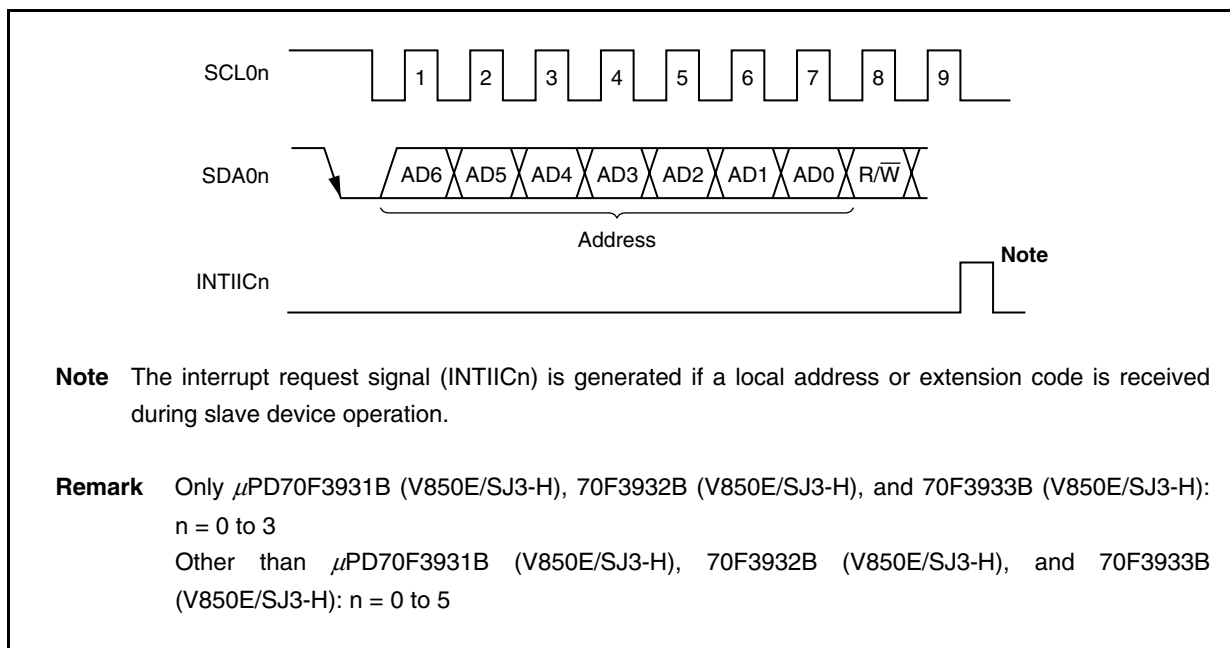 SCL0n
1 2 3 4 5 6 7 8 9
SDA0n
AD6 AD5 AD4 AD3 AD2 AD1 AD0 R/W̅
Address
Note
INTIICn
Note The interrupt request signal (INTIICn) is generated if a local address or extension code is received
during slave device operation.
Remark Only μPD70F3931B (V850E/SJ3-H), 70F3932B (V850E/SJ3-H), and 70F3933B (V850E/SJ3-H):
n = 0 to 3
Other than μPD70F3931B (V850E/SJ3-H), 70F3932B (V850E/SJ3-H), and 70F3933B
(V850E/SJ3-H): n = 0 to 5